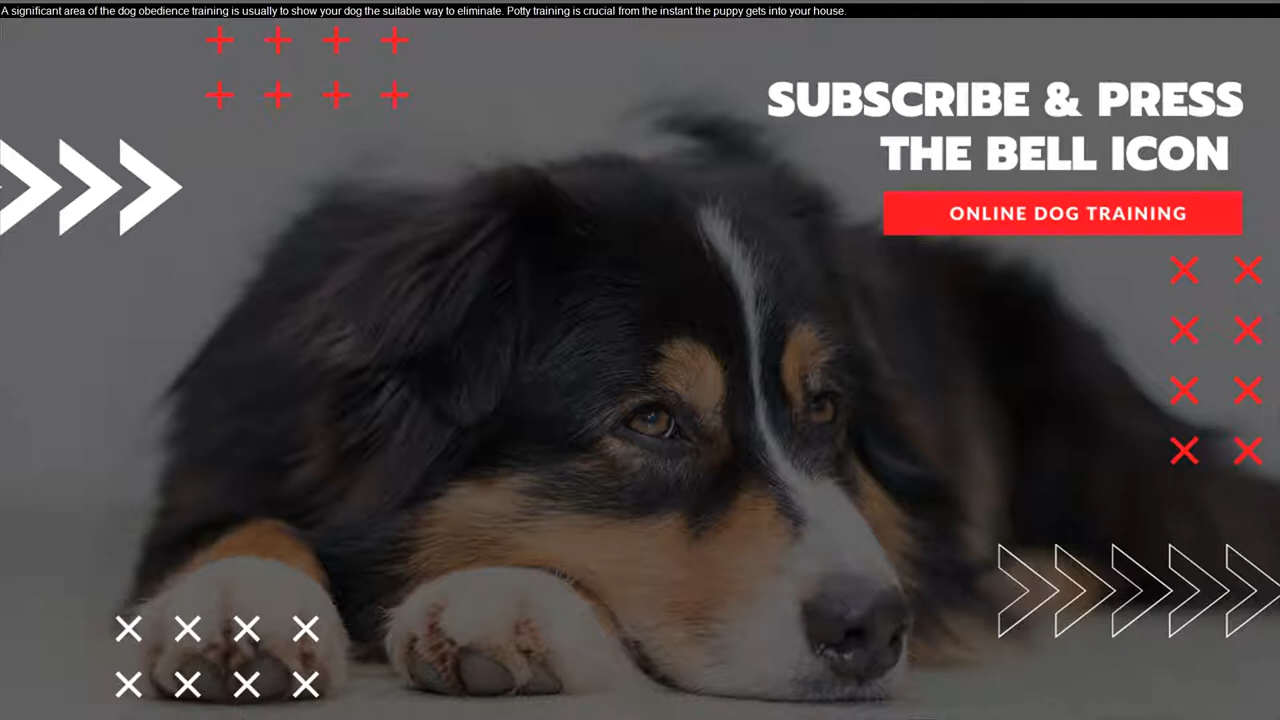 A significant area of the dog obedience training is usually to show your dog the suitable way to eliminate. Potty training is crucial from the instant the puppy gets into your house.
SUBSCRIBE & PRESS
THE BELL ICON
ONLINE DOG TRAINING